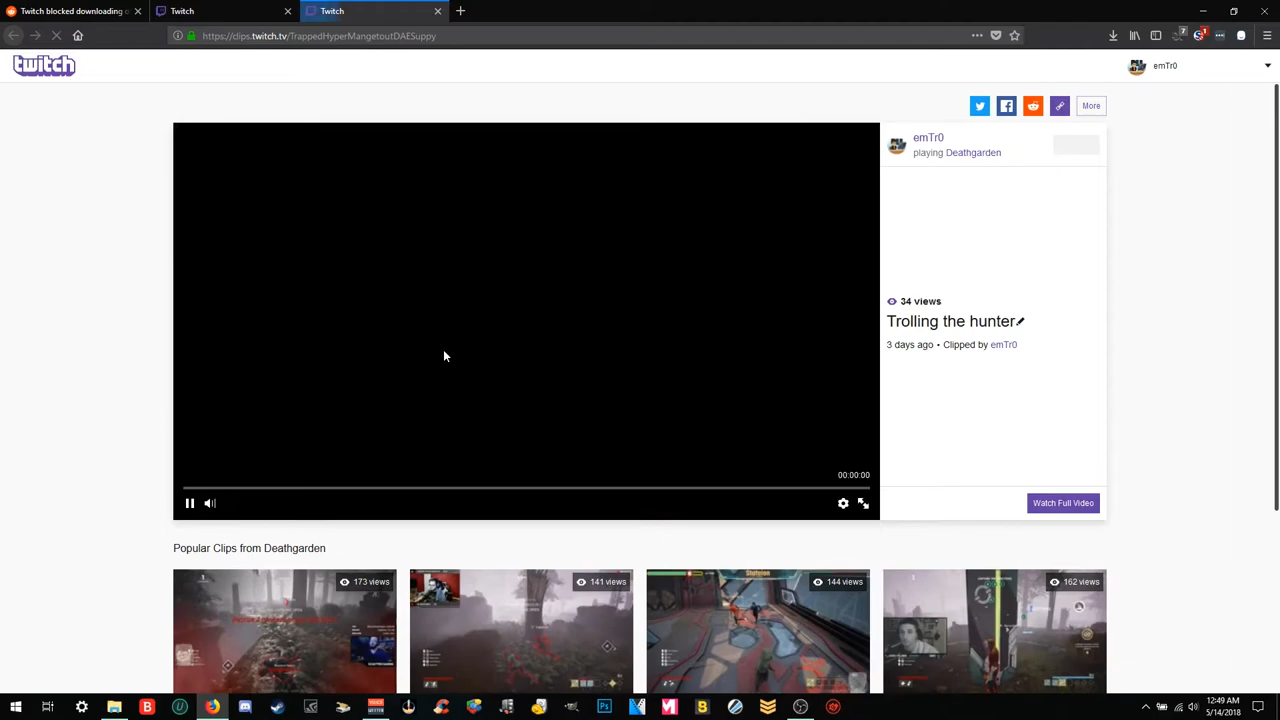 Twitch blocked downloading o
Twitch
Twitch
https://clips.twitch.tv/TrappedHyperMangetoutDAESuppy
7
1
twitch
emTr0
More
emTr0
playing Deathgarden
34 views
Trolling the hunter
3 days ago • Clipped by emTr0
00:00:00
Watch Full Video
Popular Clips from Deathgarden
173 views
141 views
144 views
162 views
12:49 AM
5/14/2018